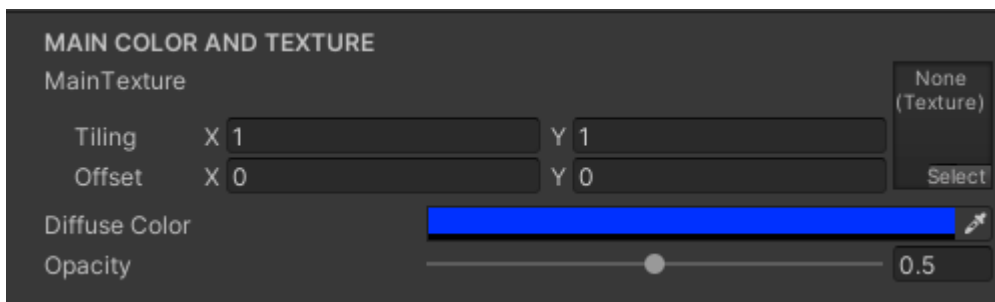 MAIN COLOR AND TEXTURE
MainTexture
None
(Texture)
Tiling X 1 Y 1
Offset X 0 Y 0
Select
Diffuse Color
Opacity 0.5